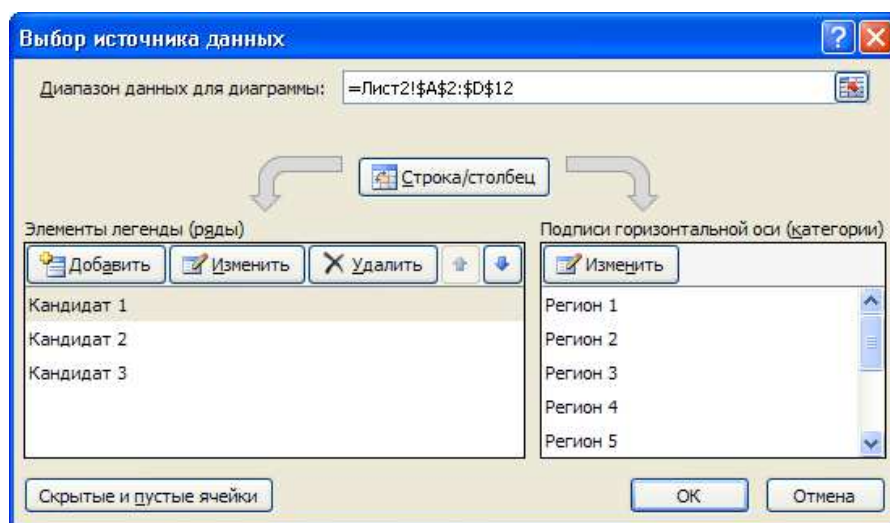 Выбор источника данных
Диапазон данных для диаграммы: =Лист2!$A$2:$D$12
Строка/столбец
Элементы легенды (ряды)
Добавить Изменить Удалить
Кандидат 1
Кандидат 2
Кандидат 3
Подписи горизонтальной оси (категории)
Изменить
Регион 1
Регион 2
Регион 3
Регион 4
Регион 5
Скрытые и пустые ячейки
ОК Отмена